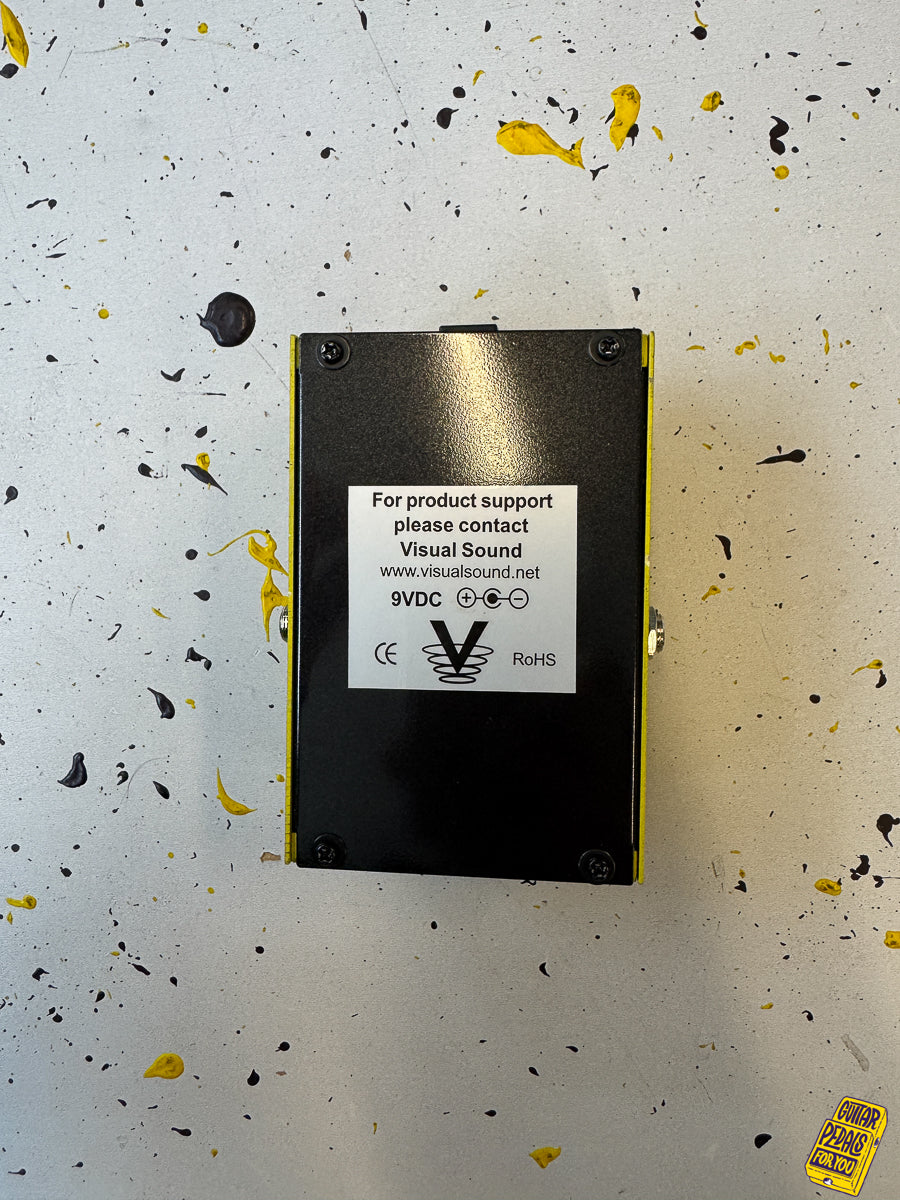 For product support
please contact
Visual Sound
www.visualsound.net
9VDC + −
V
CE RoHS
GUITAR
PEDALS
FOR YOU